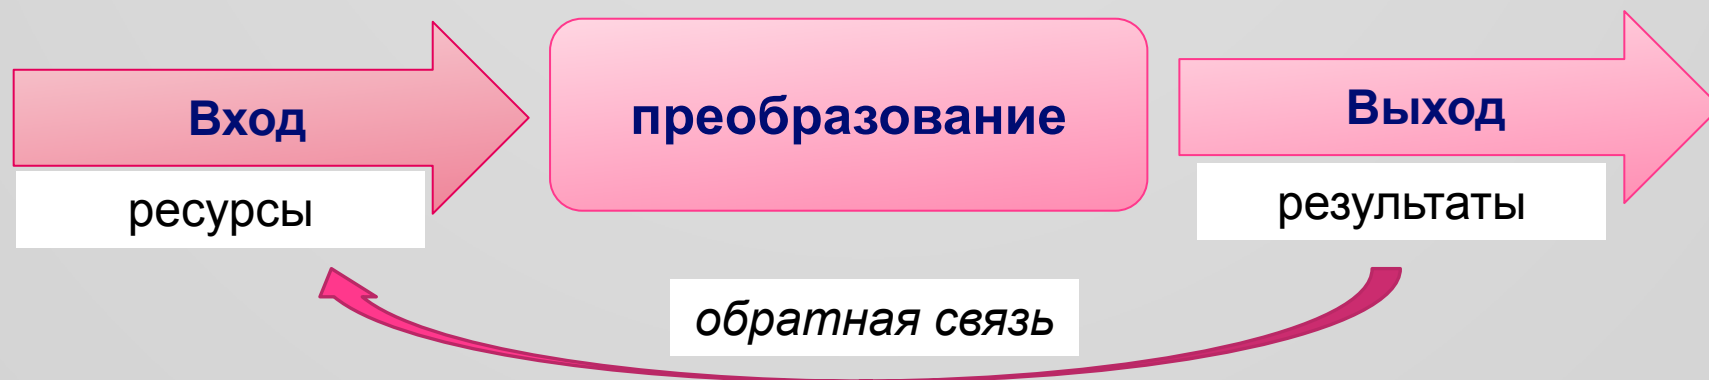 Вход
преобразование
Выход
ресурсы
результаты
обратная связь